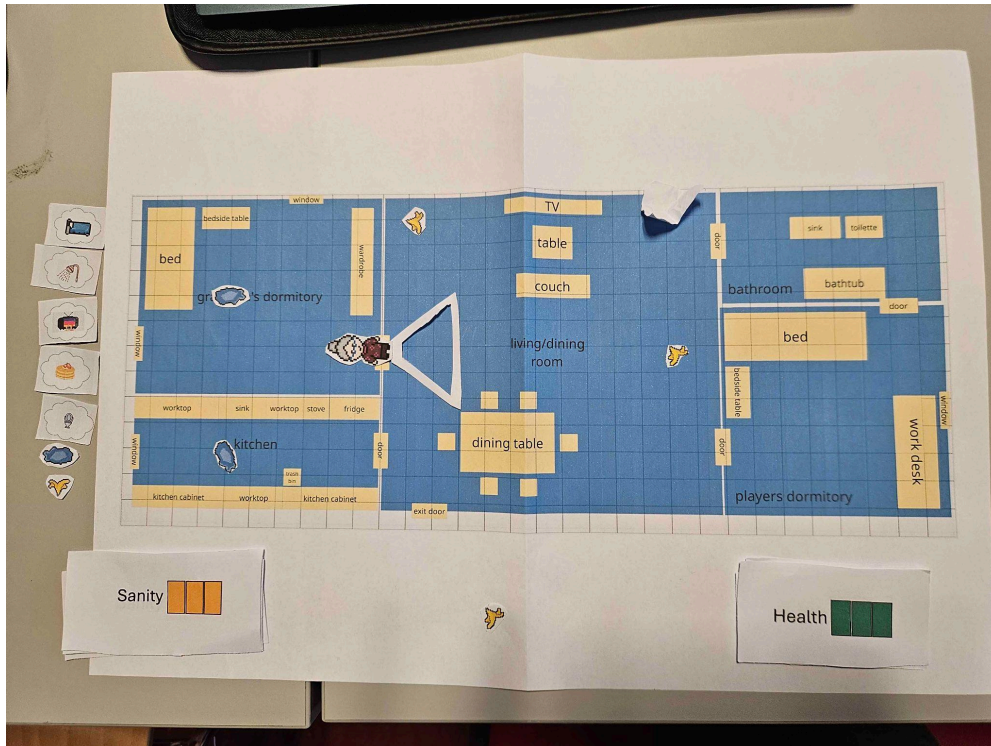 window
TV
bedside table
bed
wardrobe
table
door
sink
toilette
couch
's dormitory
bathroom
bathtub
door
window
living/dining
room
bed
bedside table
worktop
sink
worktop
stove
fridge
window
kitchen
door
dining table
door
window
work desk
trash
bin
kitchen cabinet
worktop
kitchen cabinet
exit door
players dormitory
Sanity
Health